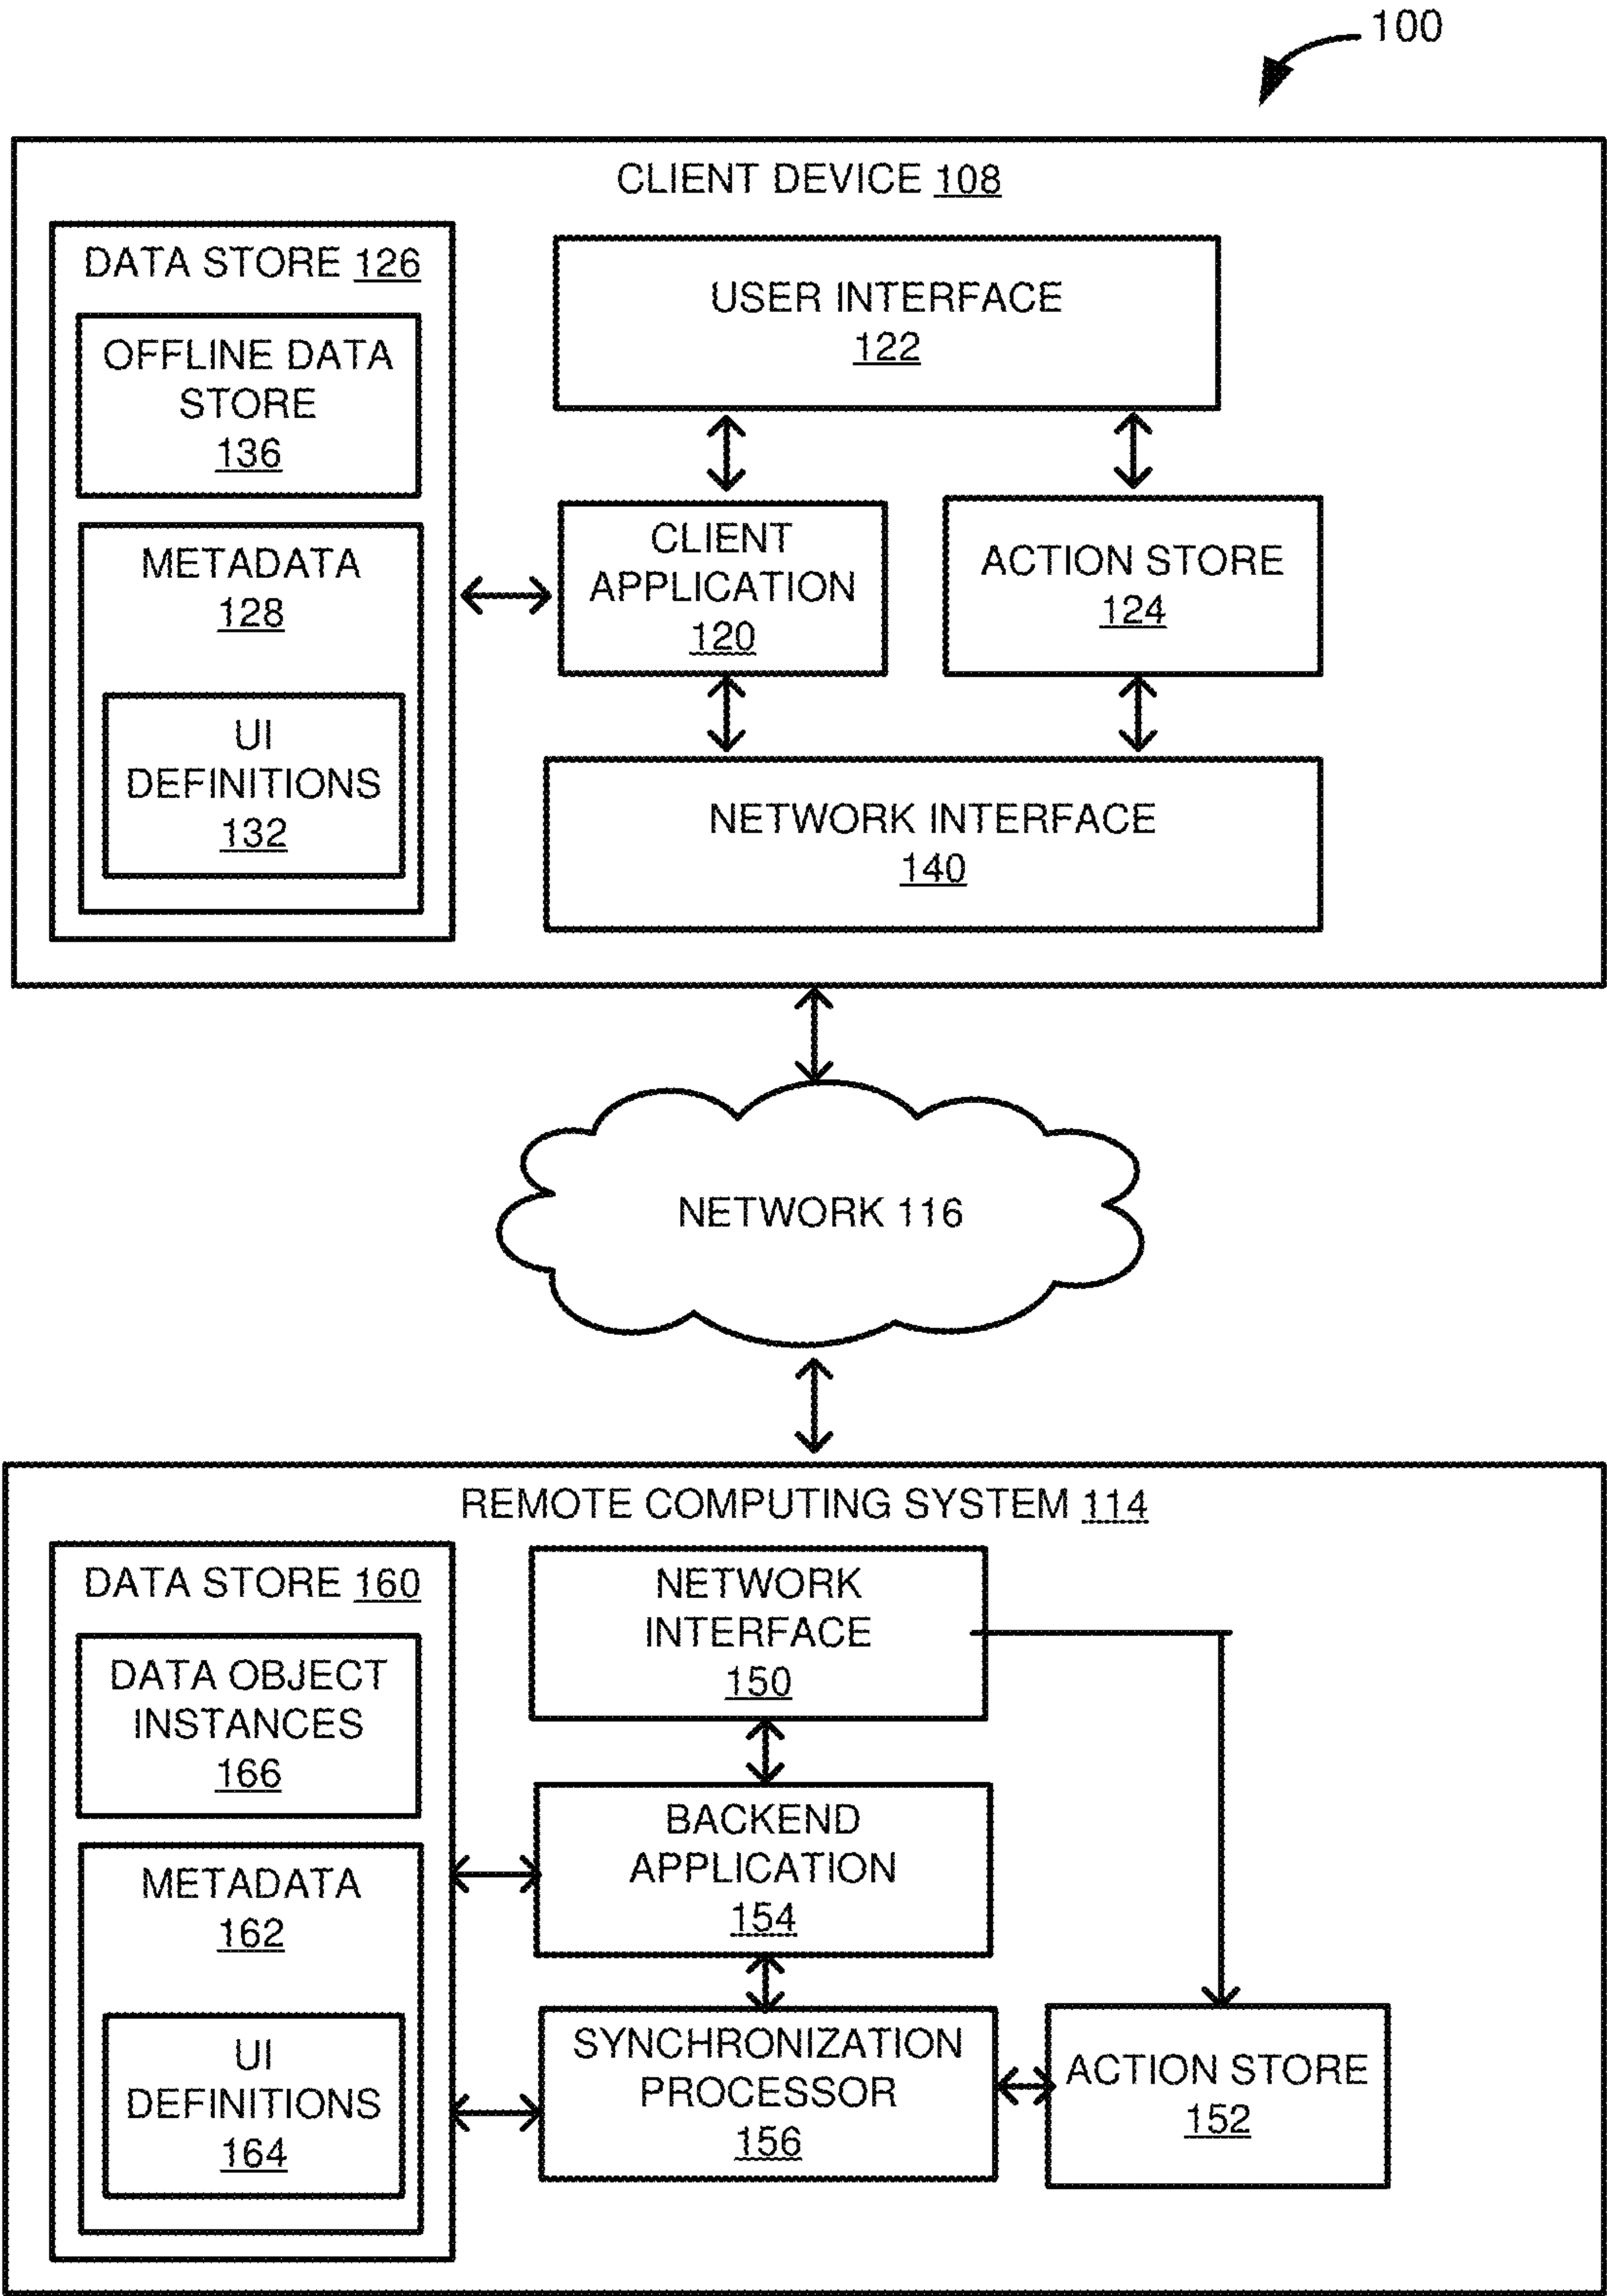 100
CLIENT DEVICE 108
DATA STORE 126
OFFLINE DATA
STORE
136
METADATA
128
UI
DEFINITIONS
132
USER INTERFACE
122
CLIENT
APPLICATION
120
ACTION STORE
124
NETWORK INTERFACE
140
NETWORK 116
REMOTE COMPUTING SYSTEM 114
DATA STORE 160
DATA OBJECT
INSTANCES
166
METADATA
162
UI
DEFINITIONS
164
NETWORK
INTERFACE
150
BACKEND
APPLICATION
154
SYNCHRONIZATION
PROCESSOR
156
ACTION STORE
152